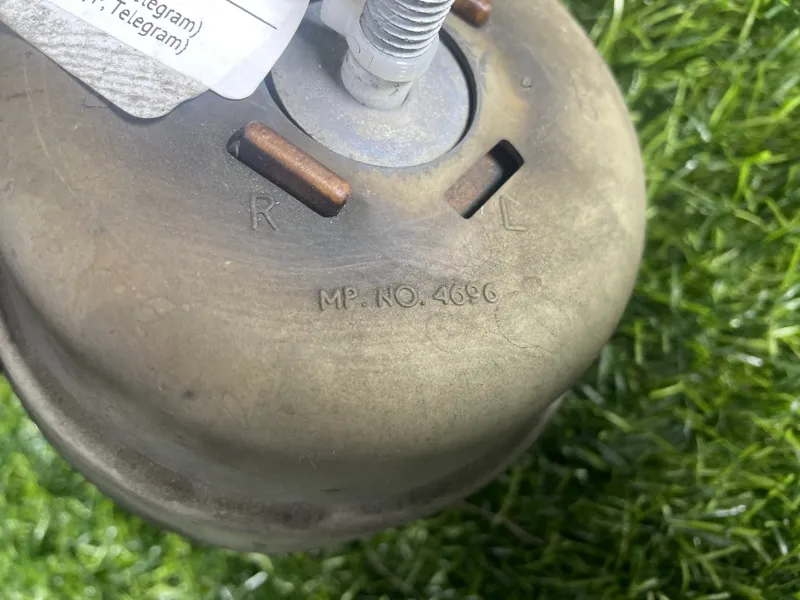 Telegram)
Telegram)
R
L
MP. NO. 4696